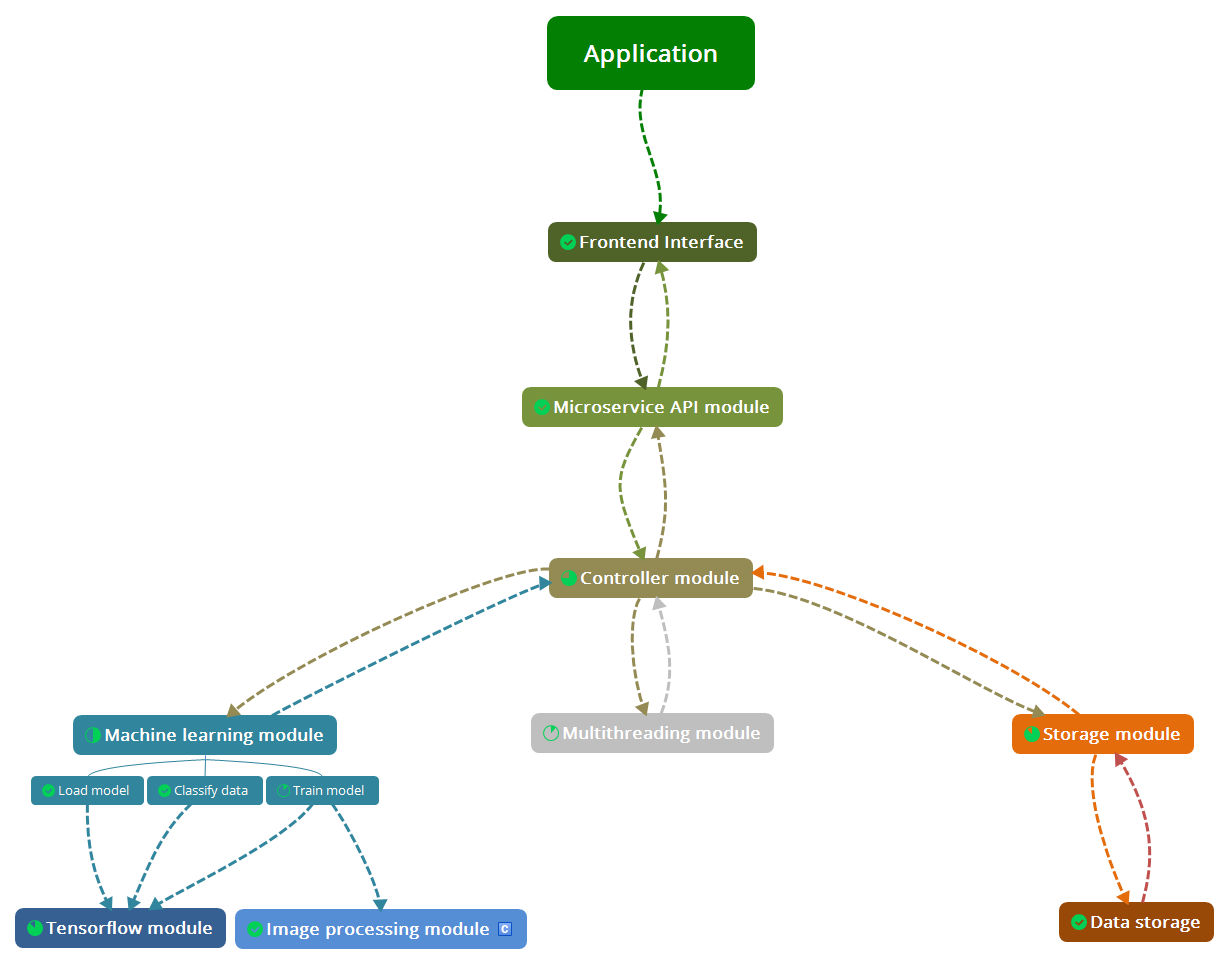 Application
Frontend Interface
Microservice API module
Controller module
Machine learning module
Multithreading module
Storage module
Load model
Classify data
Train model
Tensorflow module
Image processing module C
Data storage